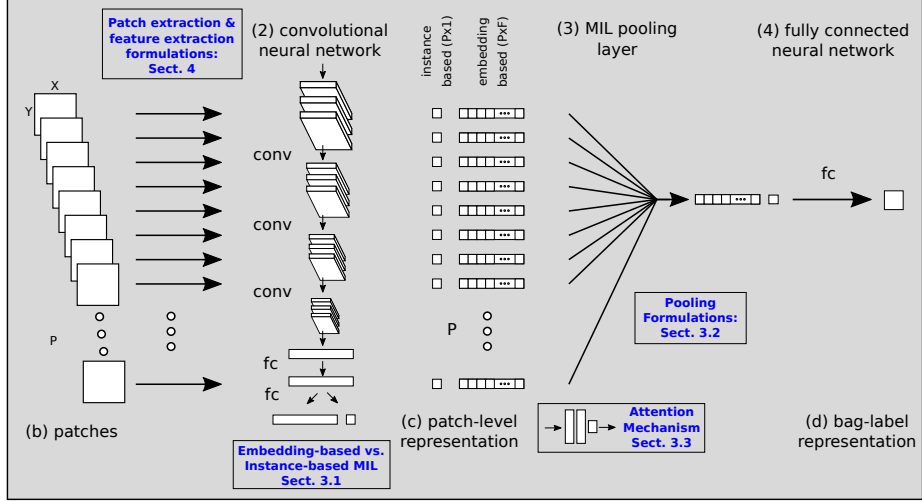 Patch extraction &
feature extraction
formulations:
Sect. 4
(2) convolutional
neural network
instance
based (Px1)
embedding
based (PxF)
(3) MIL pooling
layer
(4) fully connected
neural network
X
Y
conv
conv
conv
fc
fc
P
P
fc
Pooling
Formulations:
Sect. 3.2
(b) patches
Embedding-based vs.
Instance-based MIL
Sect. 3.1
(c) patch-level
representation
Attention
Mechanism
Sect. 3.3
(d) bag-label
representation